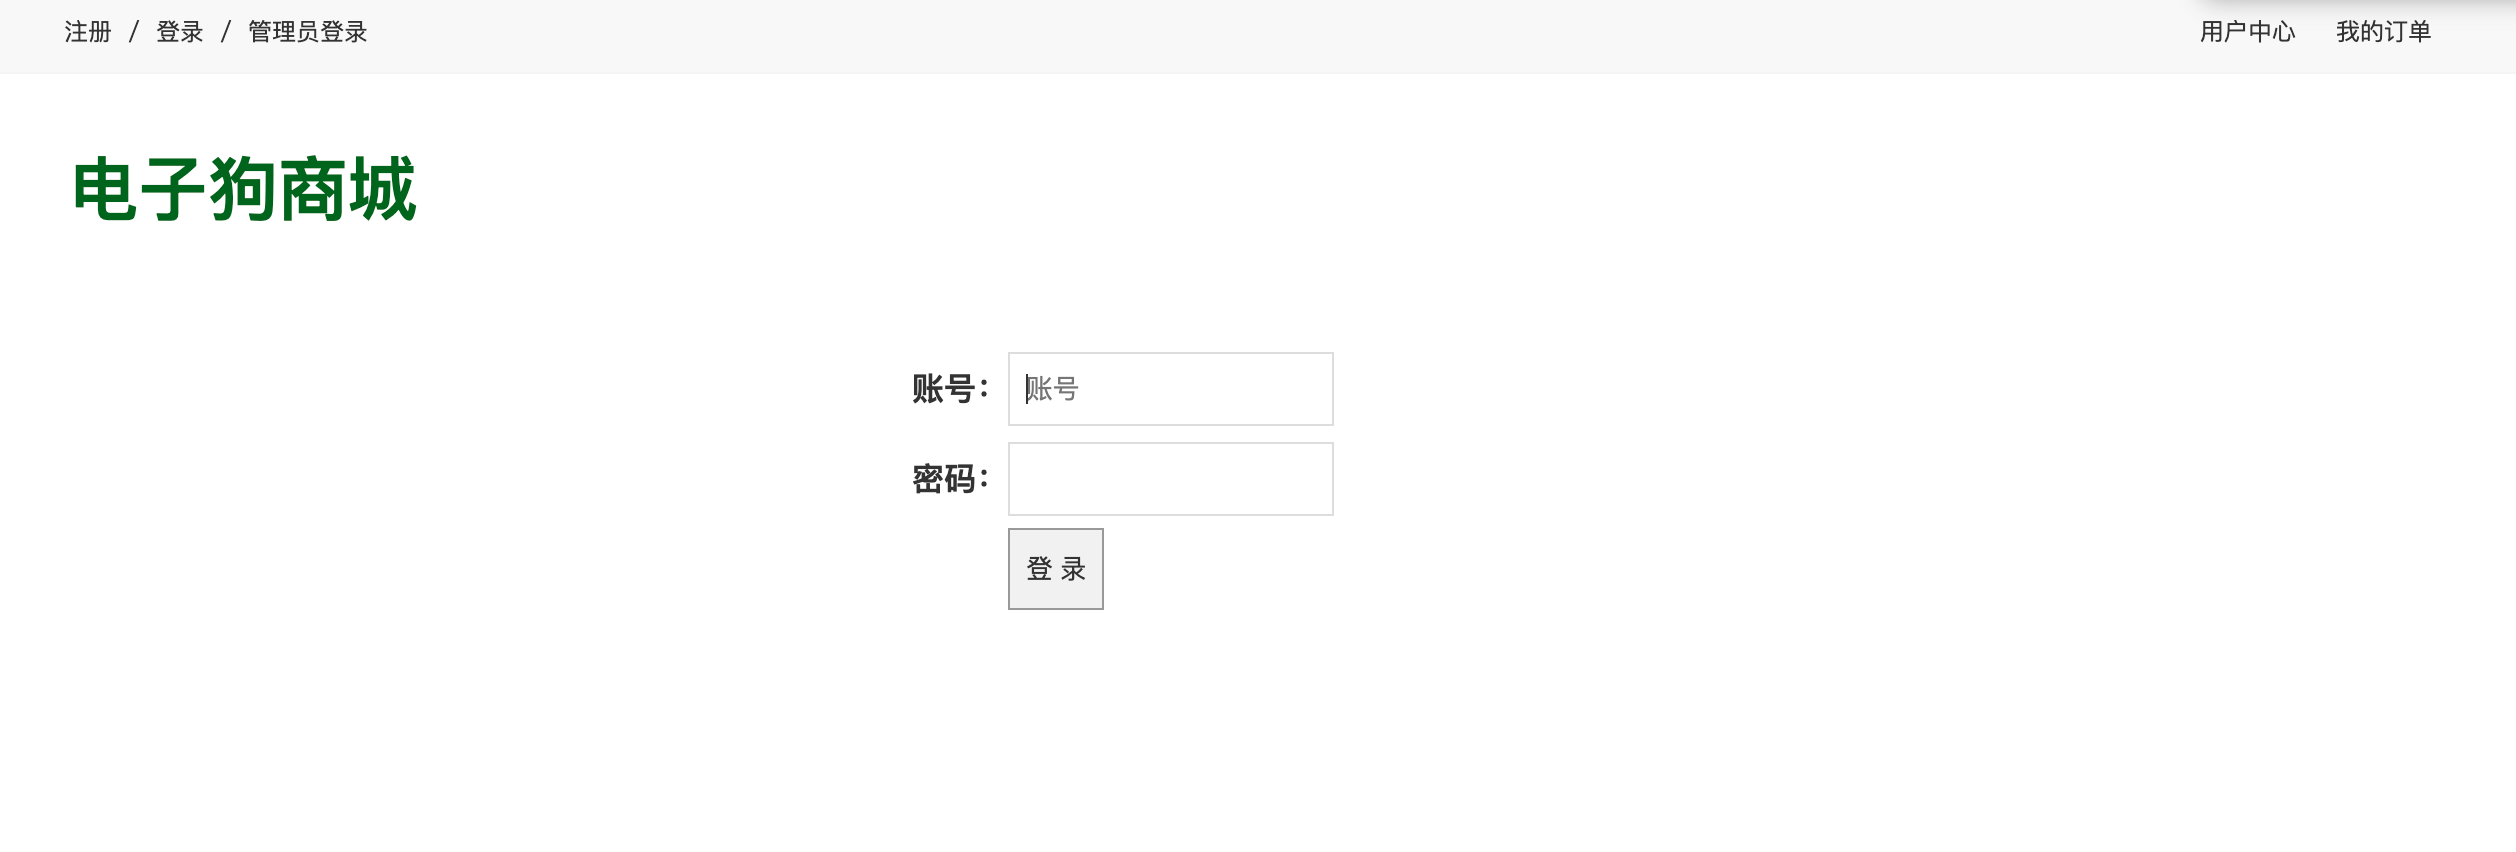 注册 / 登录 / 管理员登录 用户中心 我的订单
电子狗商城
账号： 账号
密码：
登 录